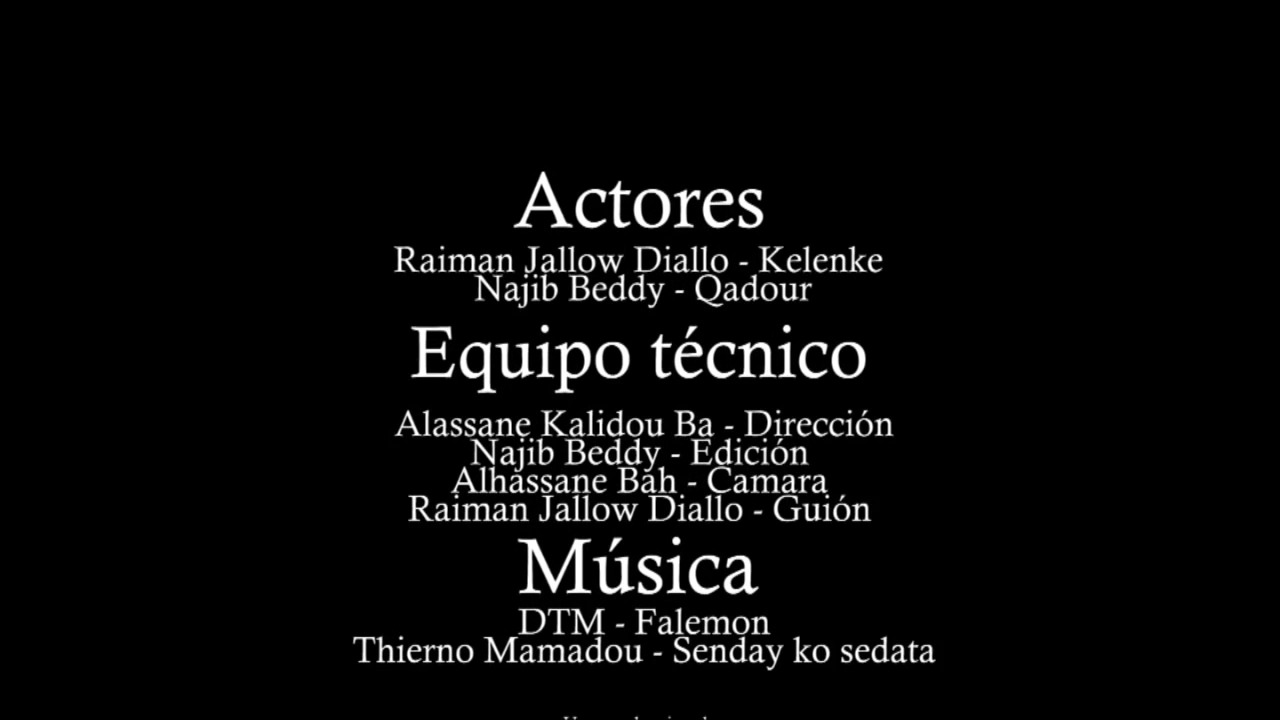 Actores
Raiman Jallow Diallo - Kelenke
Najib Beddy - Qadour
Equipo técnico
Alassane Kalidou Ba - Dirección
Najib Beddy - Edición
Alhassane Bah - Camara
Raiman Jallow Diallo - Guión
Música
DTM - Falemon
Thierno Mamadou - Senday ko sedata